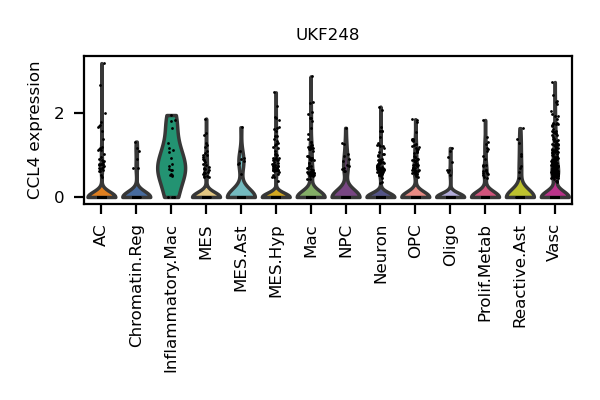 UKF248
CCL4 expression
2
0
AC
Chromatin.Reg
Inflammatory.Mac
MES
MES.Ast
MES.Hyp
Mac
NPC
Neuron
OPC
Oligo
Prolif.Metab
Reactive.Ast
Vasc